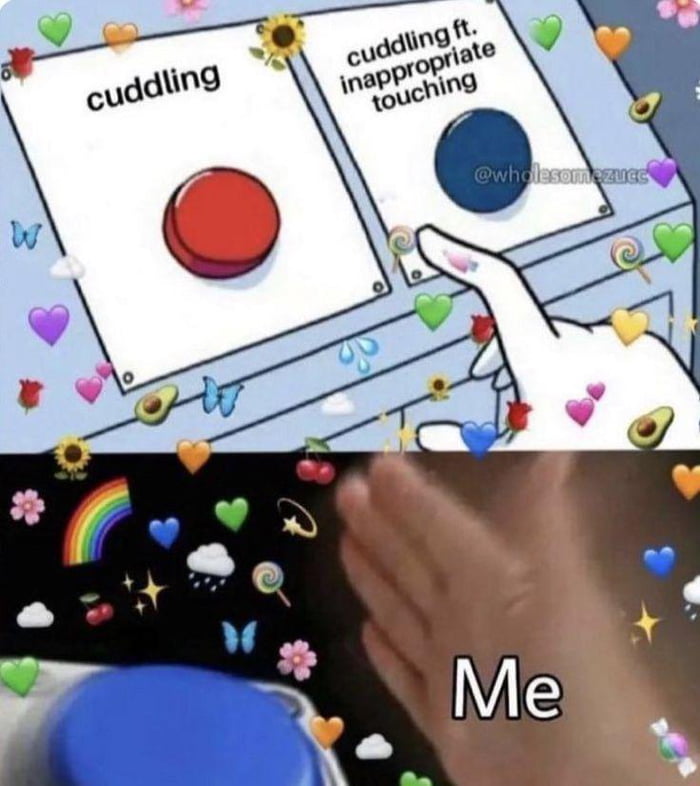 cuddling
cuddling ft.
inappropriate
touching
@wholesomezucc
Me